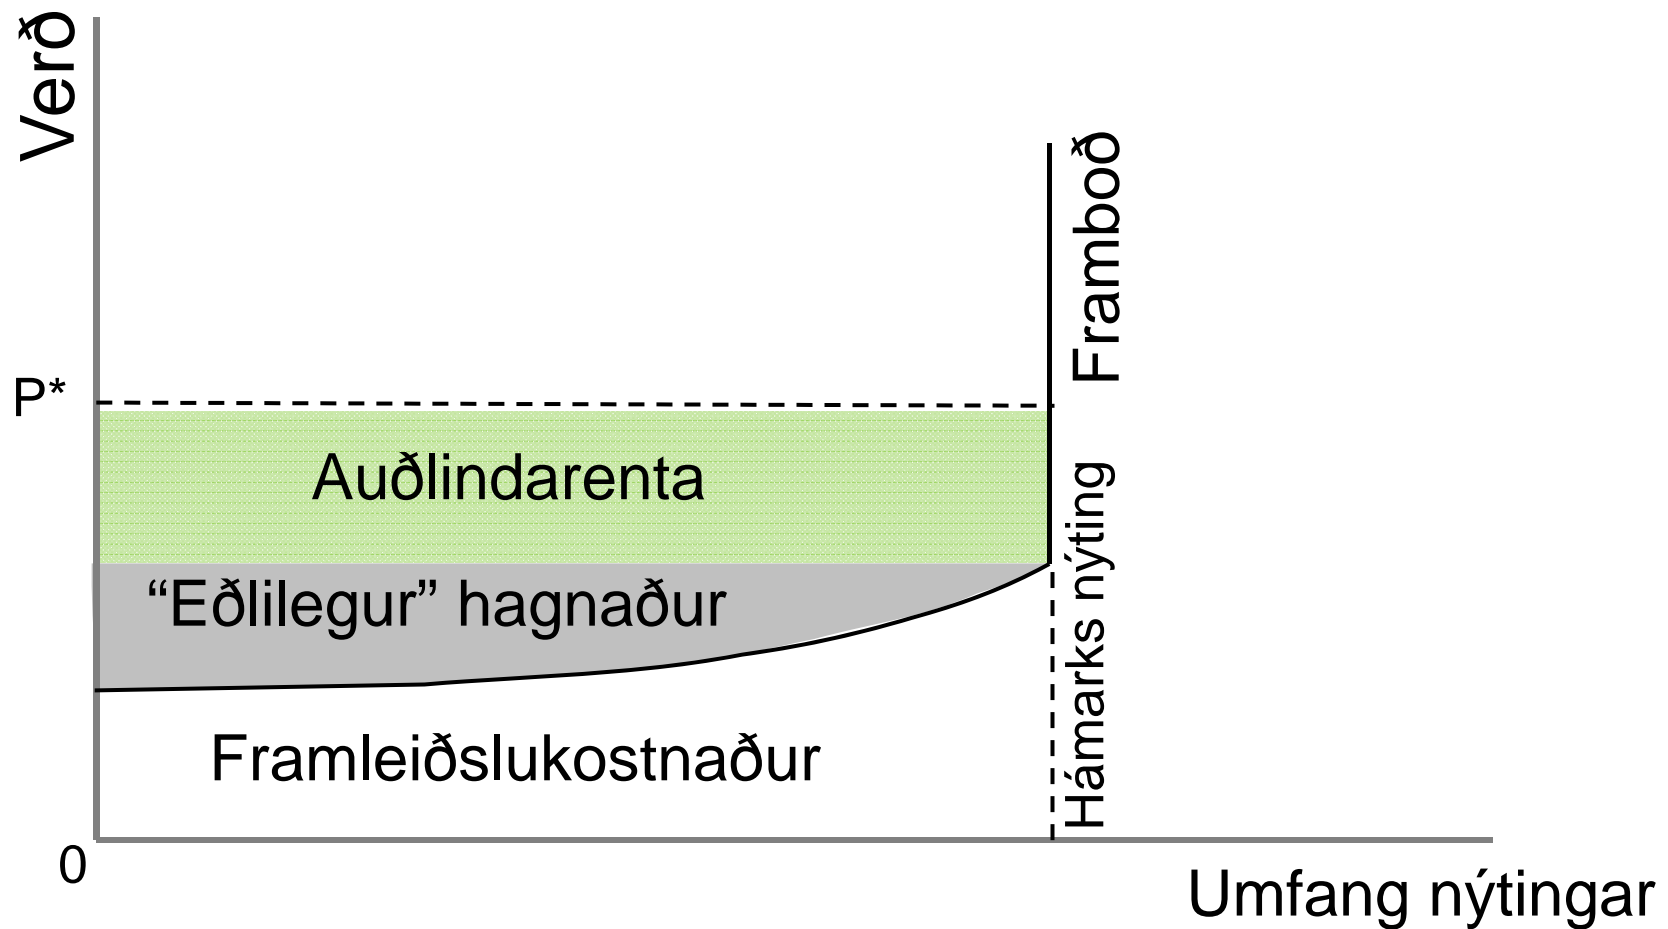 Verð
Framboð
P*
Auðlindarenta
Hámarks nýting
“Eðlilegur” hagnaður
Framleiðslukostnaður
0
Umfang nýtingar